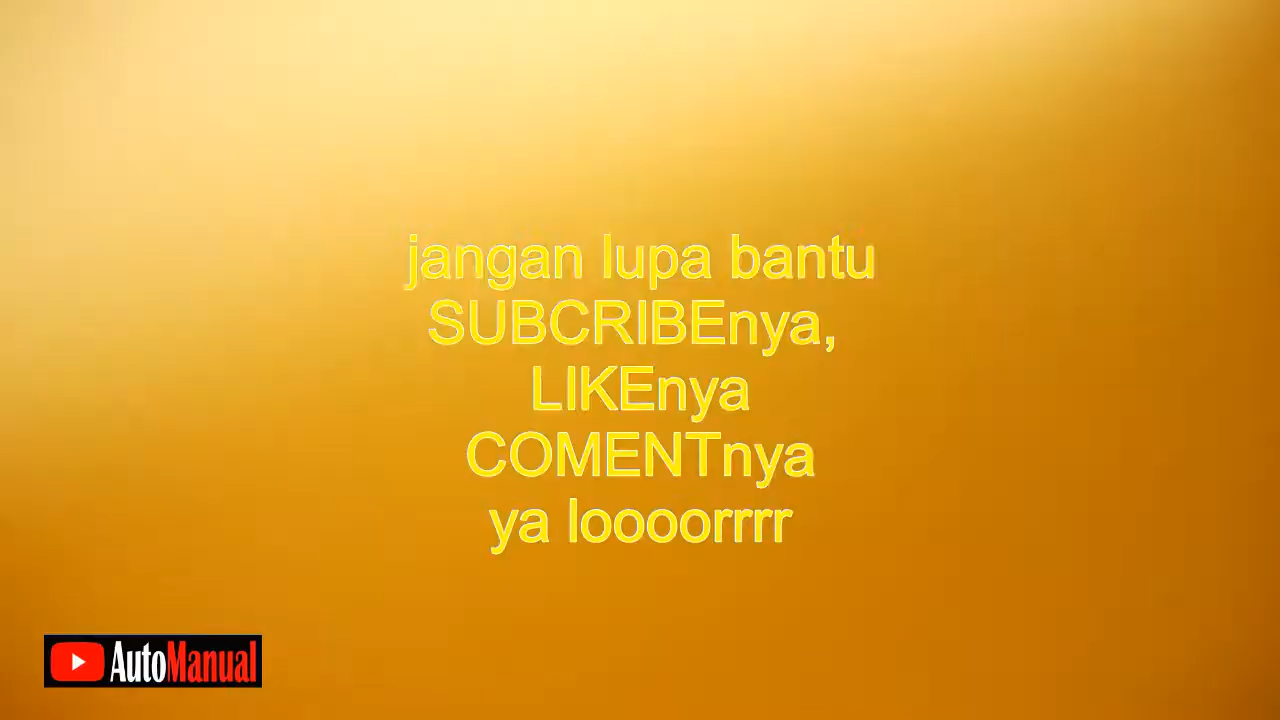 jangan lupa bantu
SUBCRIBEnya,
LIKEnya
COMENTnya
ya loooorrrr
AutoManual